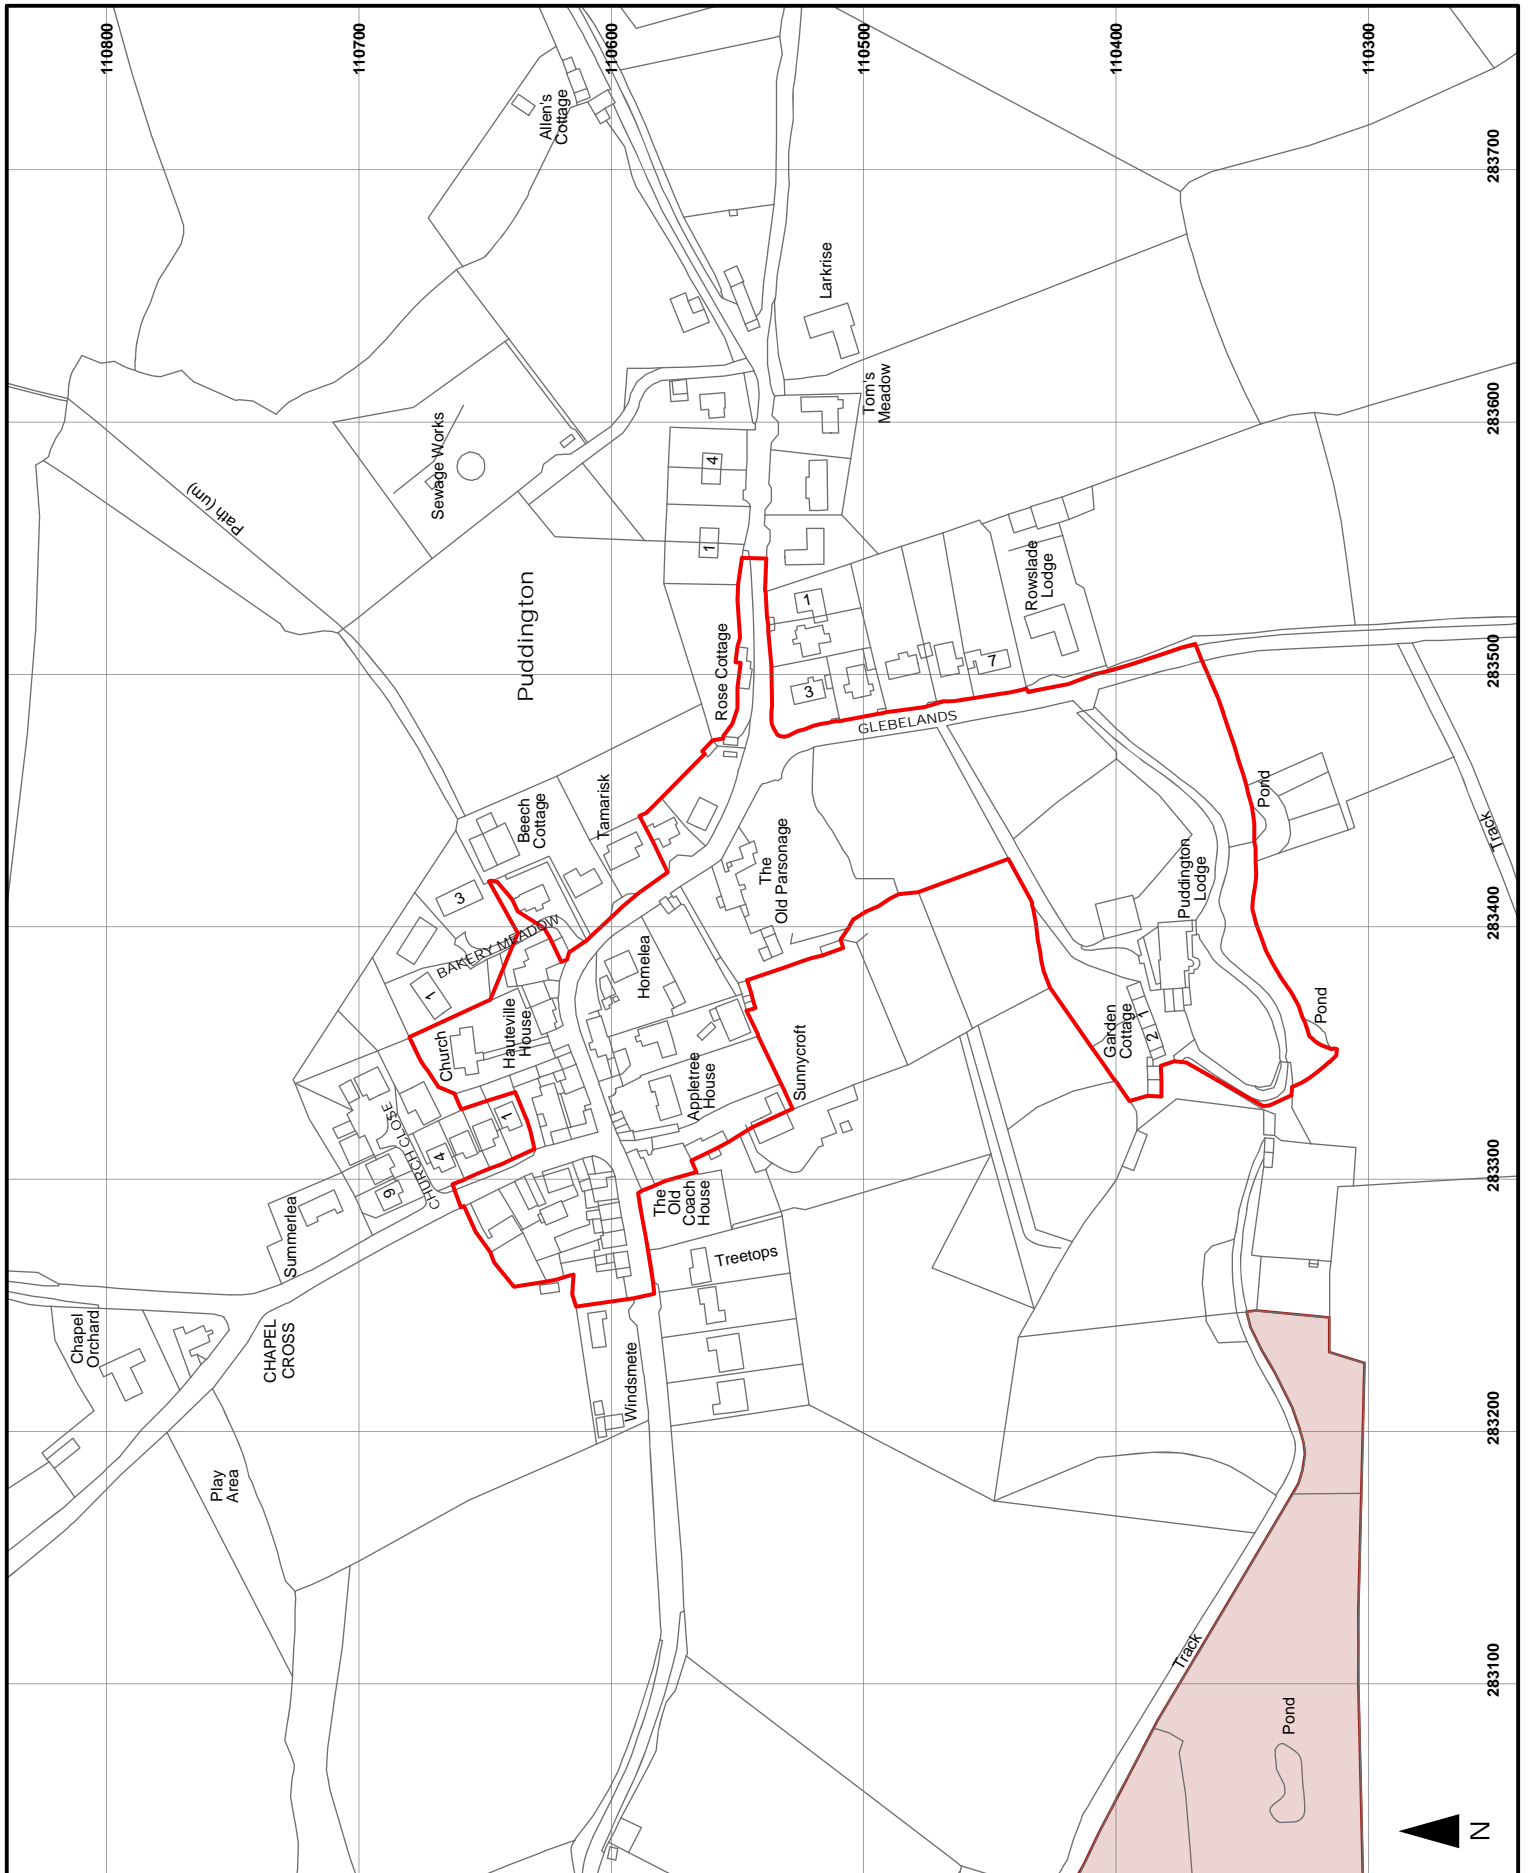 110800
110700
110600
110500
110400
110300
283700
283600
283500
283400
283300
283200
283100
Allen's
Cottage
Larkrise
Tom's
Meadow
Sewage Works
Path (um)
4
1
Puddington
Rose Cottage
1
3
7
Rowslade
Lodge
GLEBELANDS
Beech
Cottage
Tamarisk
3
BAKERY MEADOW
1
The
Old Parsonage
Homelea
Hauteville
House
Church
Pond
Track
Puddington
Lodge
Garden
Cottage
1
2
Pond
Sunnycroft
Appletree
House
1
4
9
CHURCH CLOSE
Summerlea
The
Old
Coach
House
Treetops
Windsmete
Chapel
Orchard
CHAPEL
CROSS
Play
Area
Track
Pond
N